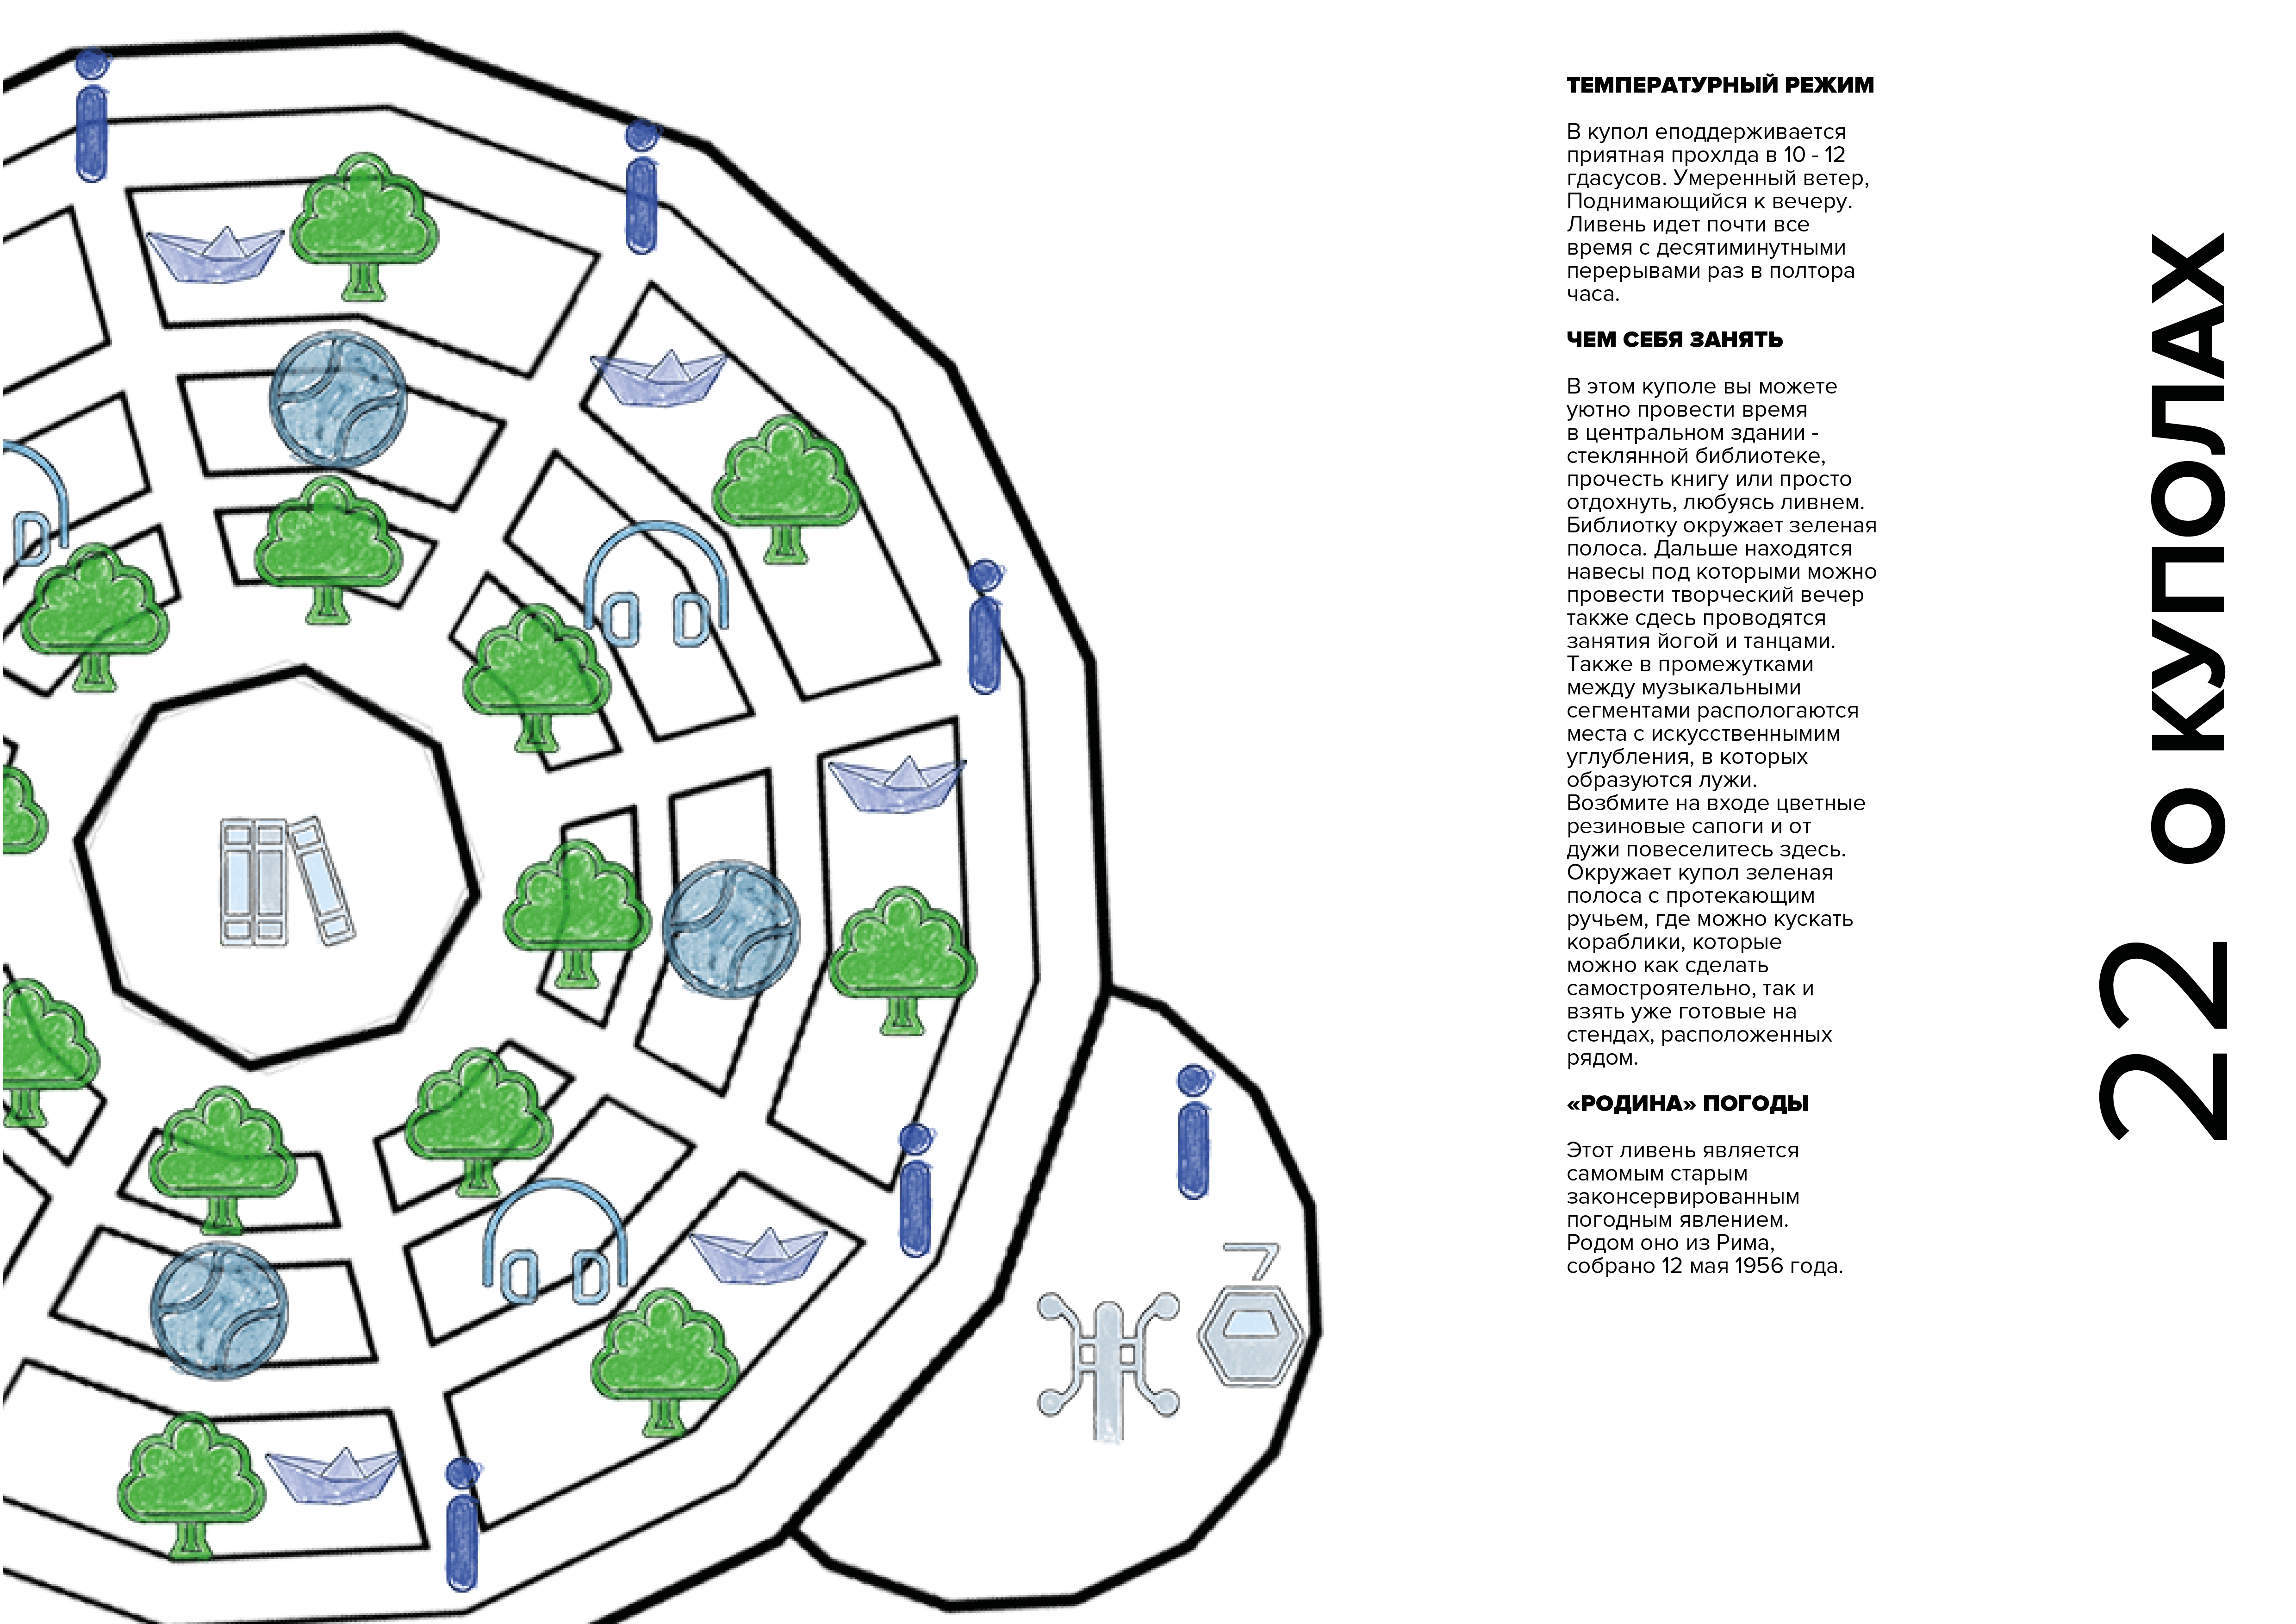 ТЕМПЕРАТУРНЫЙ РЕЖИМ
В купол еподдерживается
приятная прохлда в 10 - 12
гдасусов. Умеренный ветер,
Поднимающийся к вечеру.
Ливень идет почти все
время с десятиминутными
перерывами раз в полтора
часа.
ЧЕМ СЕБЯ ЗАНЯТЬ
В этом куполе вы можете
уютно провести время
в центральном здании -
стеклянной библиотеке,
прочесть книгу или просто
отдохнуть, любуясь ливнем.
Библиотку окружает зеленая
полоса. Дальше находятся
навесы под которыми можно
провести творческий вечер
также сдесь проводятся
занятия йогой и танцами.
Также в промежутками
между музыкальными
сегментами распологаются
места с искусственнымим
углубления, в которых
образуются лужи.
Возбмите на входе цветные
резиновые сапоги и от
дужи повеселитесь здесь.
Окружает купол зеленая
полоса с протекающим
ручьем, где можно кускать
кораблики, которые
можно как сделать
самостроятельно, так и
взять уже готовые на
стендах, расположенных
рядом.
«РОДИНА» ПОГОДЫ
Этот ливень является
самомым старым
законсервированным
погодным явлением.
Родом оно из Рима,
собрано 12 мая 1956 года.
22 О КУПОЛАХ